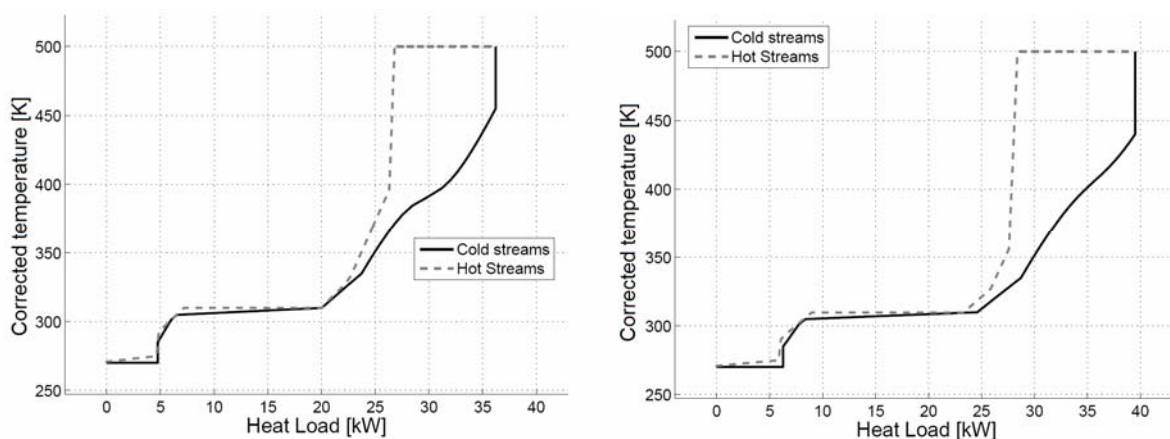 500
450
400
350
300
250
Corrected temperature [K]
Cold streams
Hot Streams
0 5 10 15 20 25 30 35 40
Heat Load [kW]
Cold streams
Hot Streams
500
450
400
350
300
250
Corrected temperature [K]
0 5 10 15 20 25 30 35 40
Heat Load [kW]